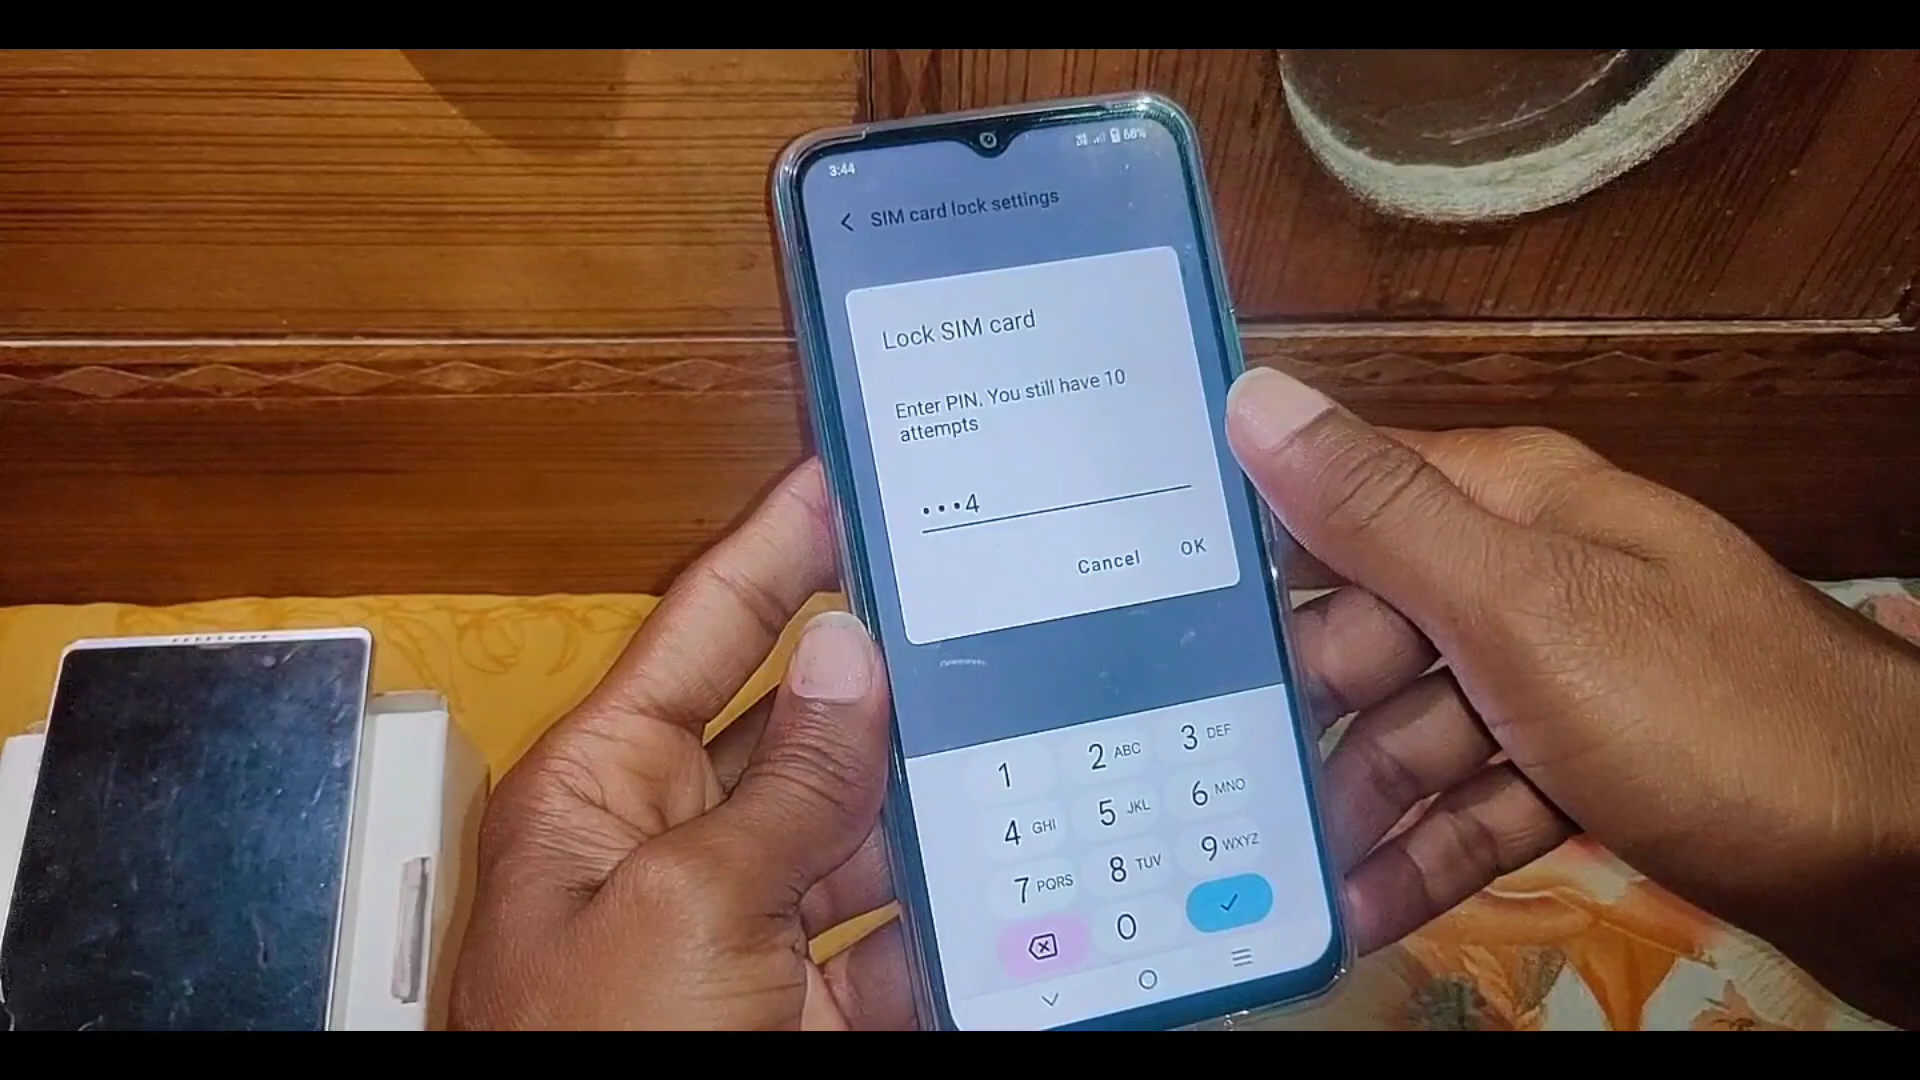 3:44
68%
SIM card lock settings
Lock SIM card
Enter PIN. You still have 10
attempts
•••4
Cancel OK
1 2 ABC 3 DEF
4 GHI 5 JKL 6 MNO
7 PQRS 8 TUV 9 WXYZ
0